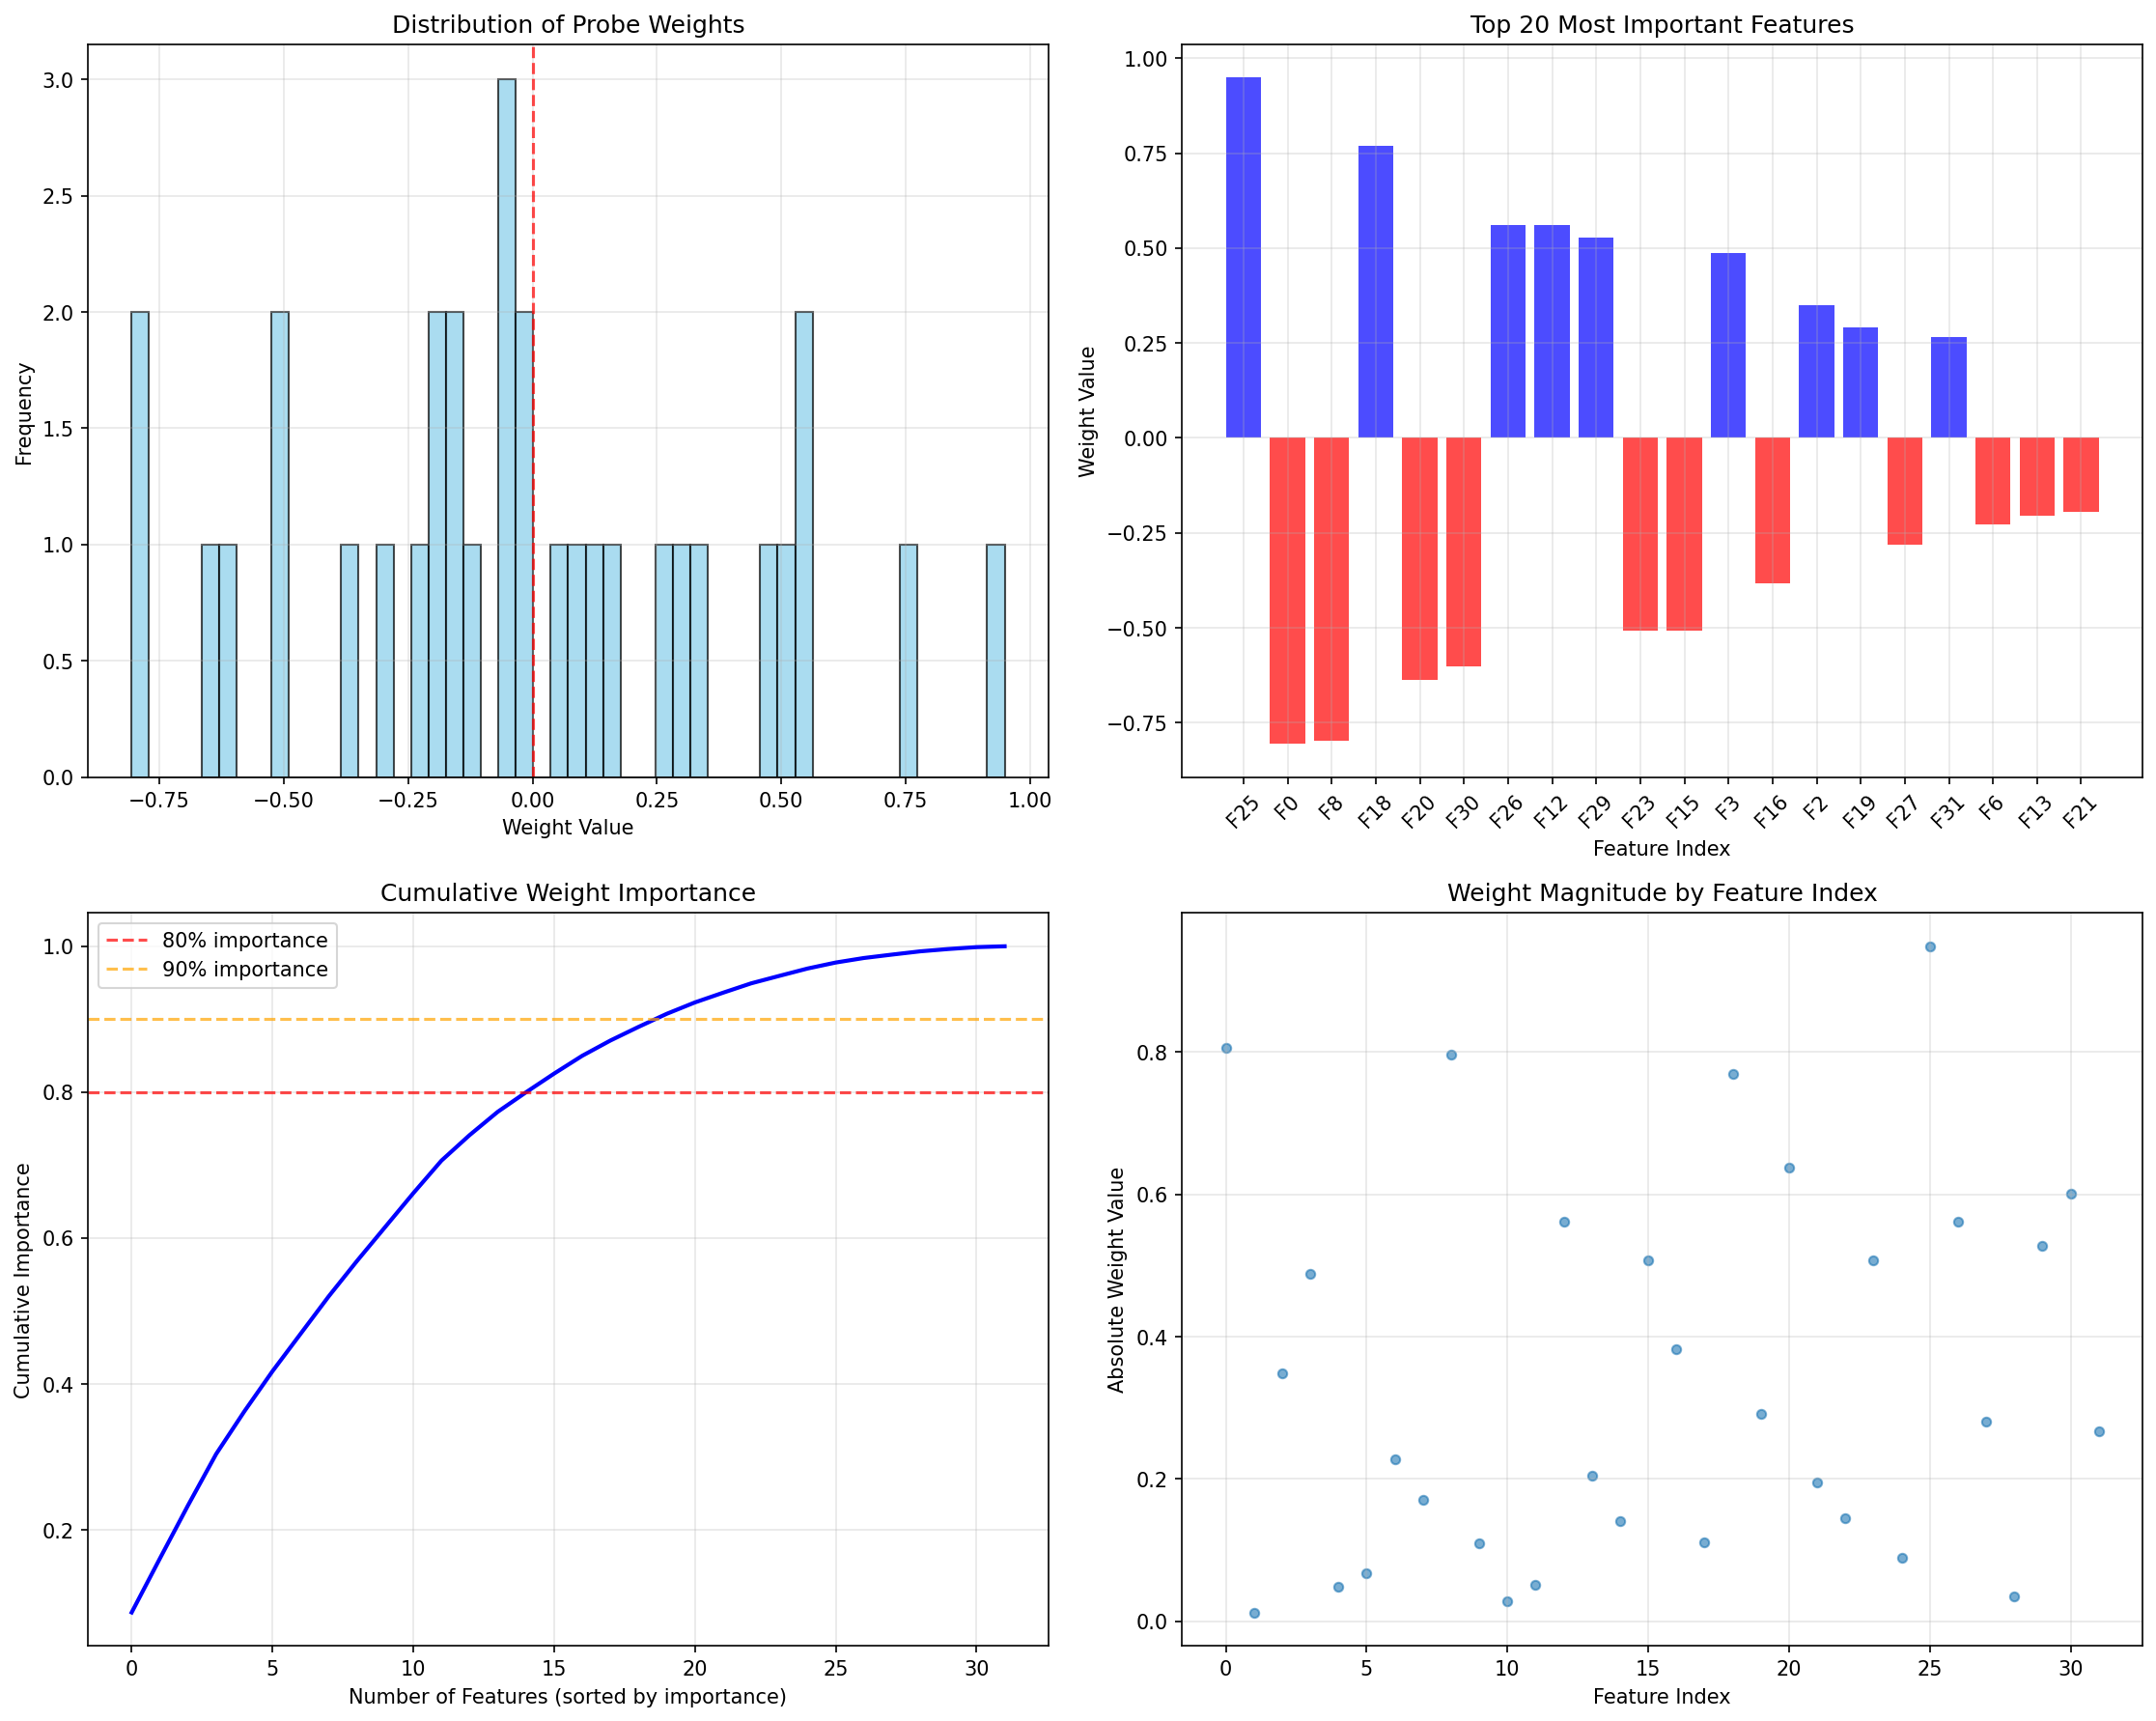 Distribution of Probe Weights
Frequency
3.0
2.5
2.0
1.5
1.0
0.5
0.0
−0.75 −0.50 −0.25 0.00 0.25 0.50 0.75 1.00
Weight Value
Top 20 Most Important Features
Weight Value
1.00
0.75
0.50
0.25
0.00
−0.25
−0.50
−0.75
F25 F0 F8 F18 F20 F30 F26 F12 F29 F23 F15 F3 F16 F2 F19 F27 F31 F6 F13 F21
Feature Index
Cumulative Weight Importance
80% importance
90% importance
Cumulative Importance
1.0
0.8
0.6
0.4
0.2
0 5 10 15 20 25 30
Number of Features (sorted by importance)
Weight Magnitude by Feature Index
Absolute Weight Value
0.8
0.6
0.4
0.2
0.0
0 5 10 15 20 25 30
Feature Index